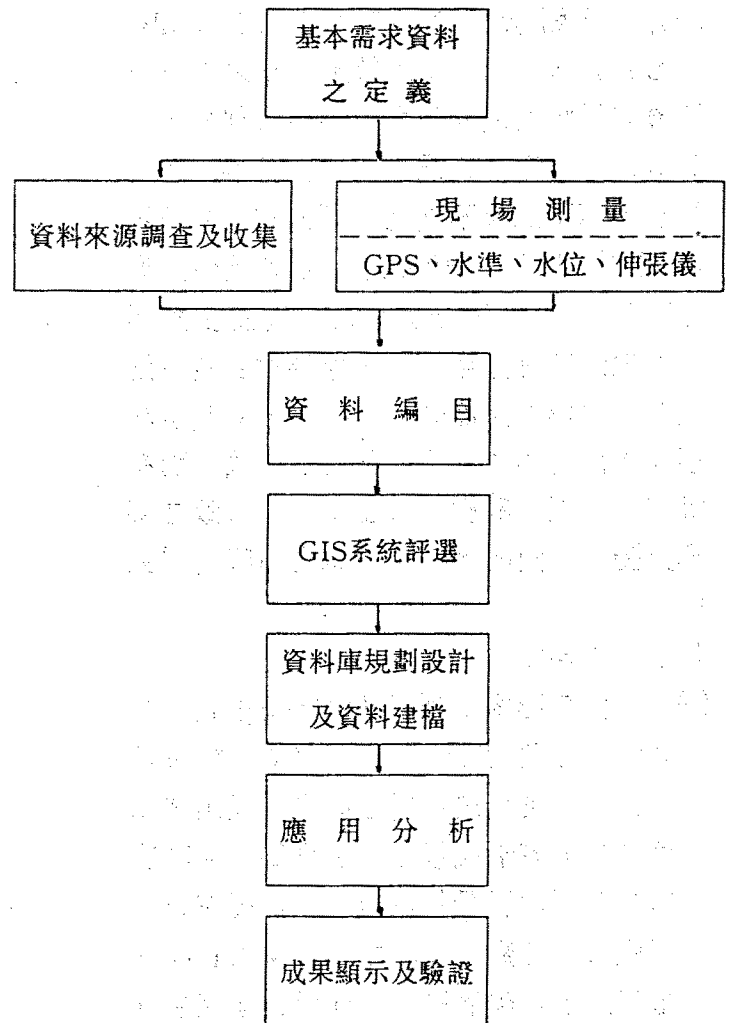 基本需求資料
之定義
資料來源調查及收集
現場測量
GPS、水準、水位、伸張儀
資料編目
GIS系統評選
資料庫規劃設計
及資料建檔
應用分析
成果顯示及驗證